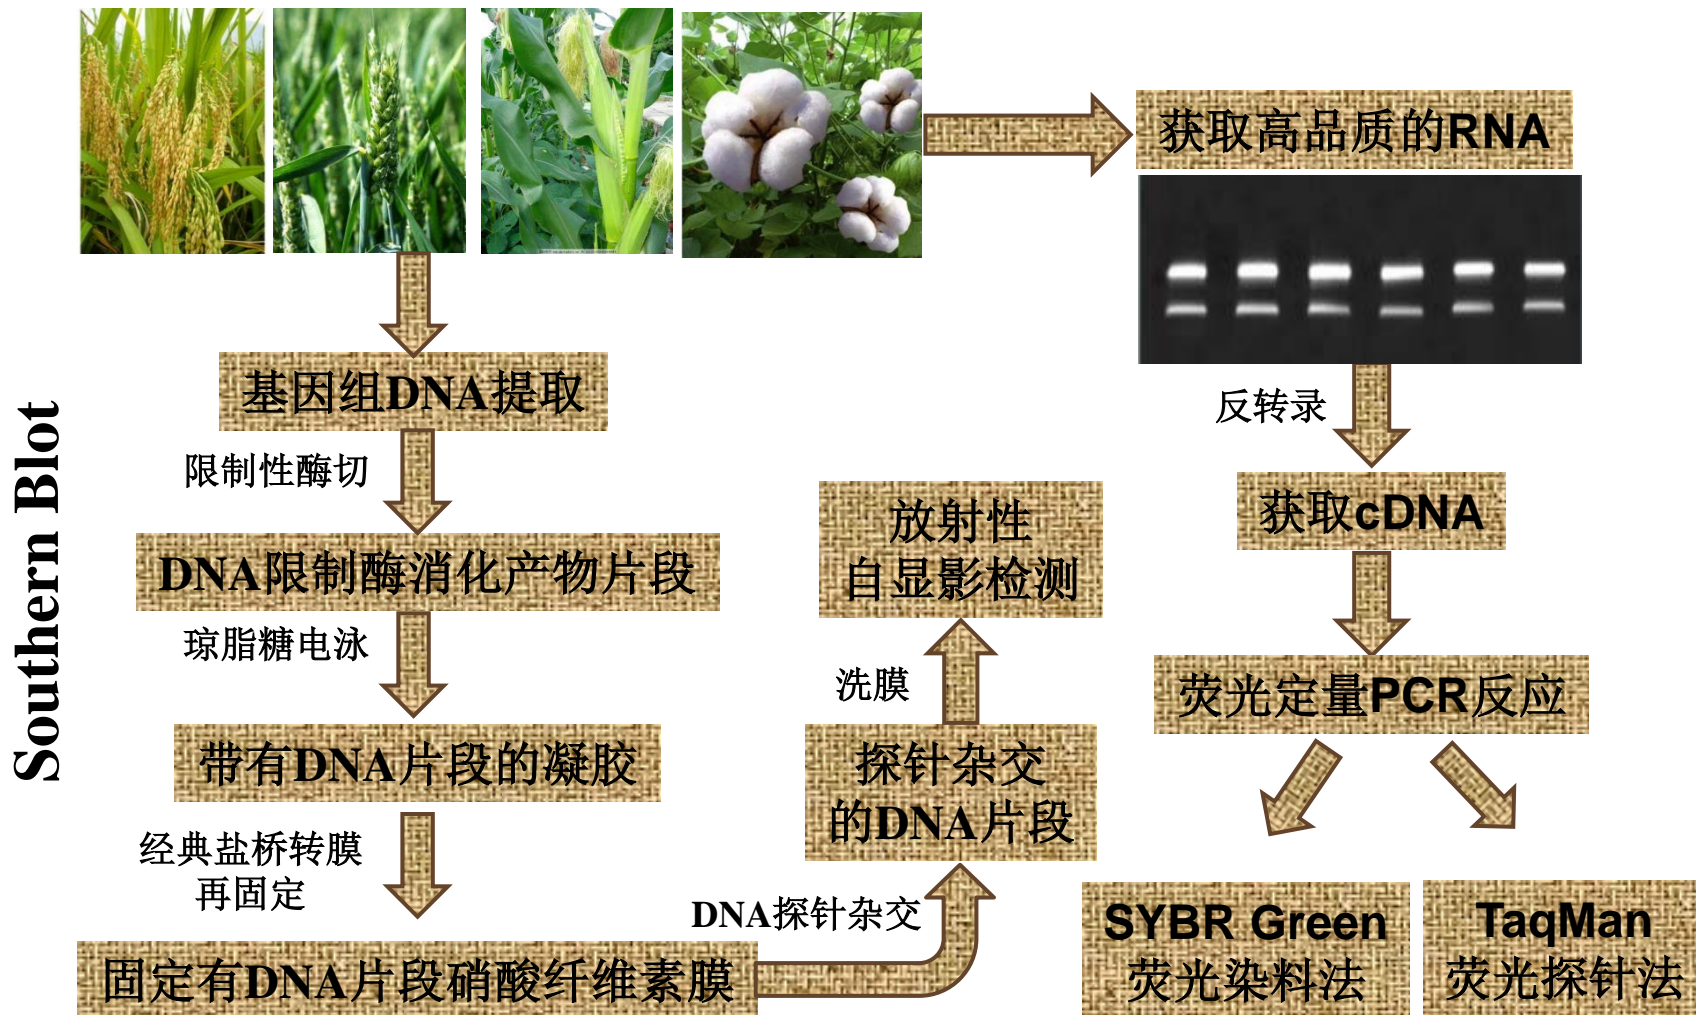 Southern Blot
基因组DNA提取
限制性酶切
DNA限制酶消化产物片段
琼脂糖电泳
带有DNA片段的凝胶
经典盐桥转膜
再固定
固定有DNA片段硝酸纤维素膜
DNA探针杂交
探针杂交
的DNA片段
洗膜
放射性
自显影检测
获取高品质的RNA
反转录
获取cDNA
荧光定量PCR反应
SYBR Green
荧光染料法
TaqMan
荧光探针法